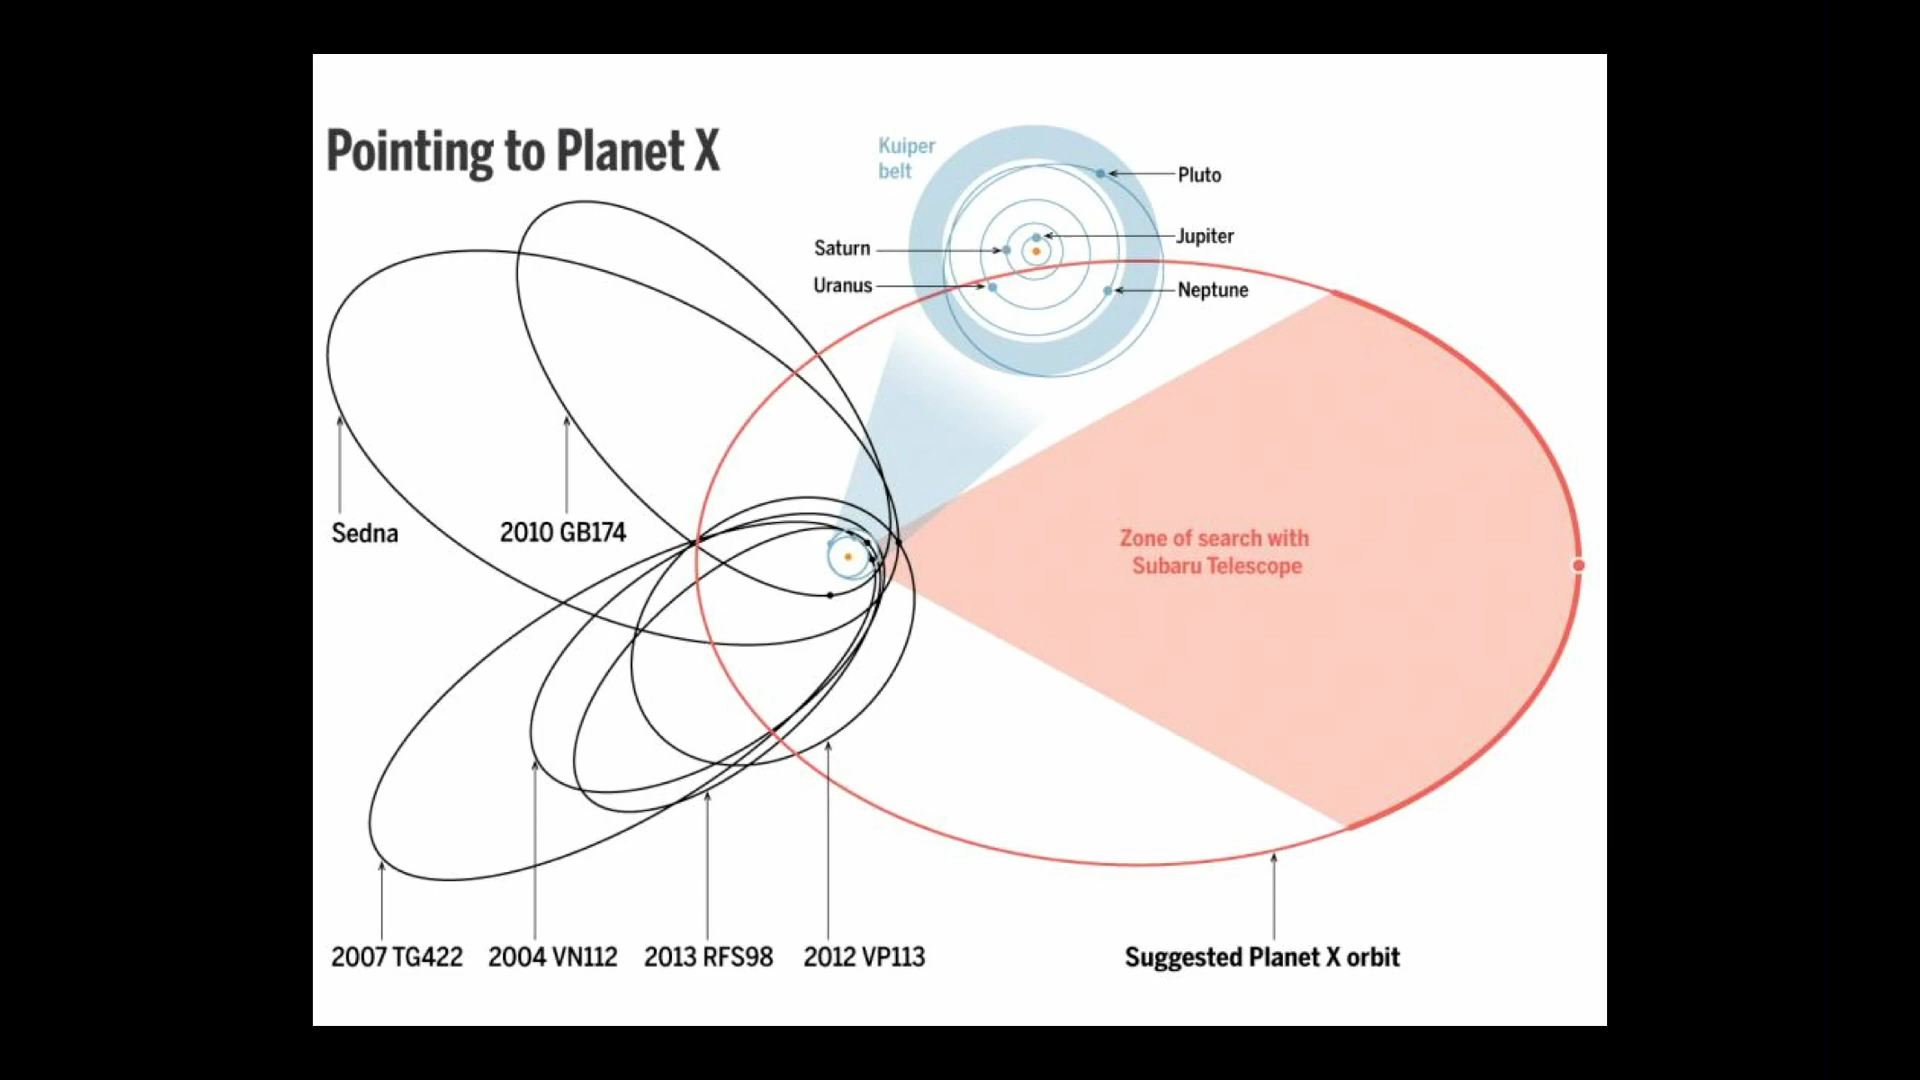 Pointing to Planet X
Kuiper
belt
Pluto
Jupiter
Saturn
Uranus
Neptune
Sedna
2010 GB174
Zone of search with
Subaru Telescope
2007 TG422
2004 VN112
2013 RFS98
2012 VP113
Suggested Planet X orbit